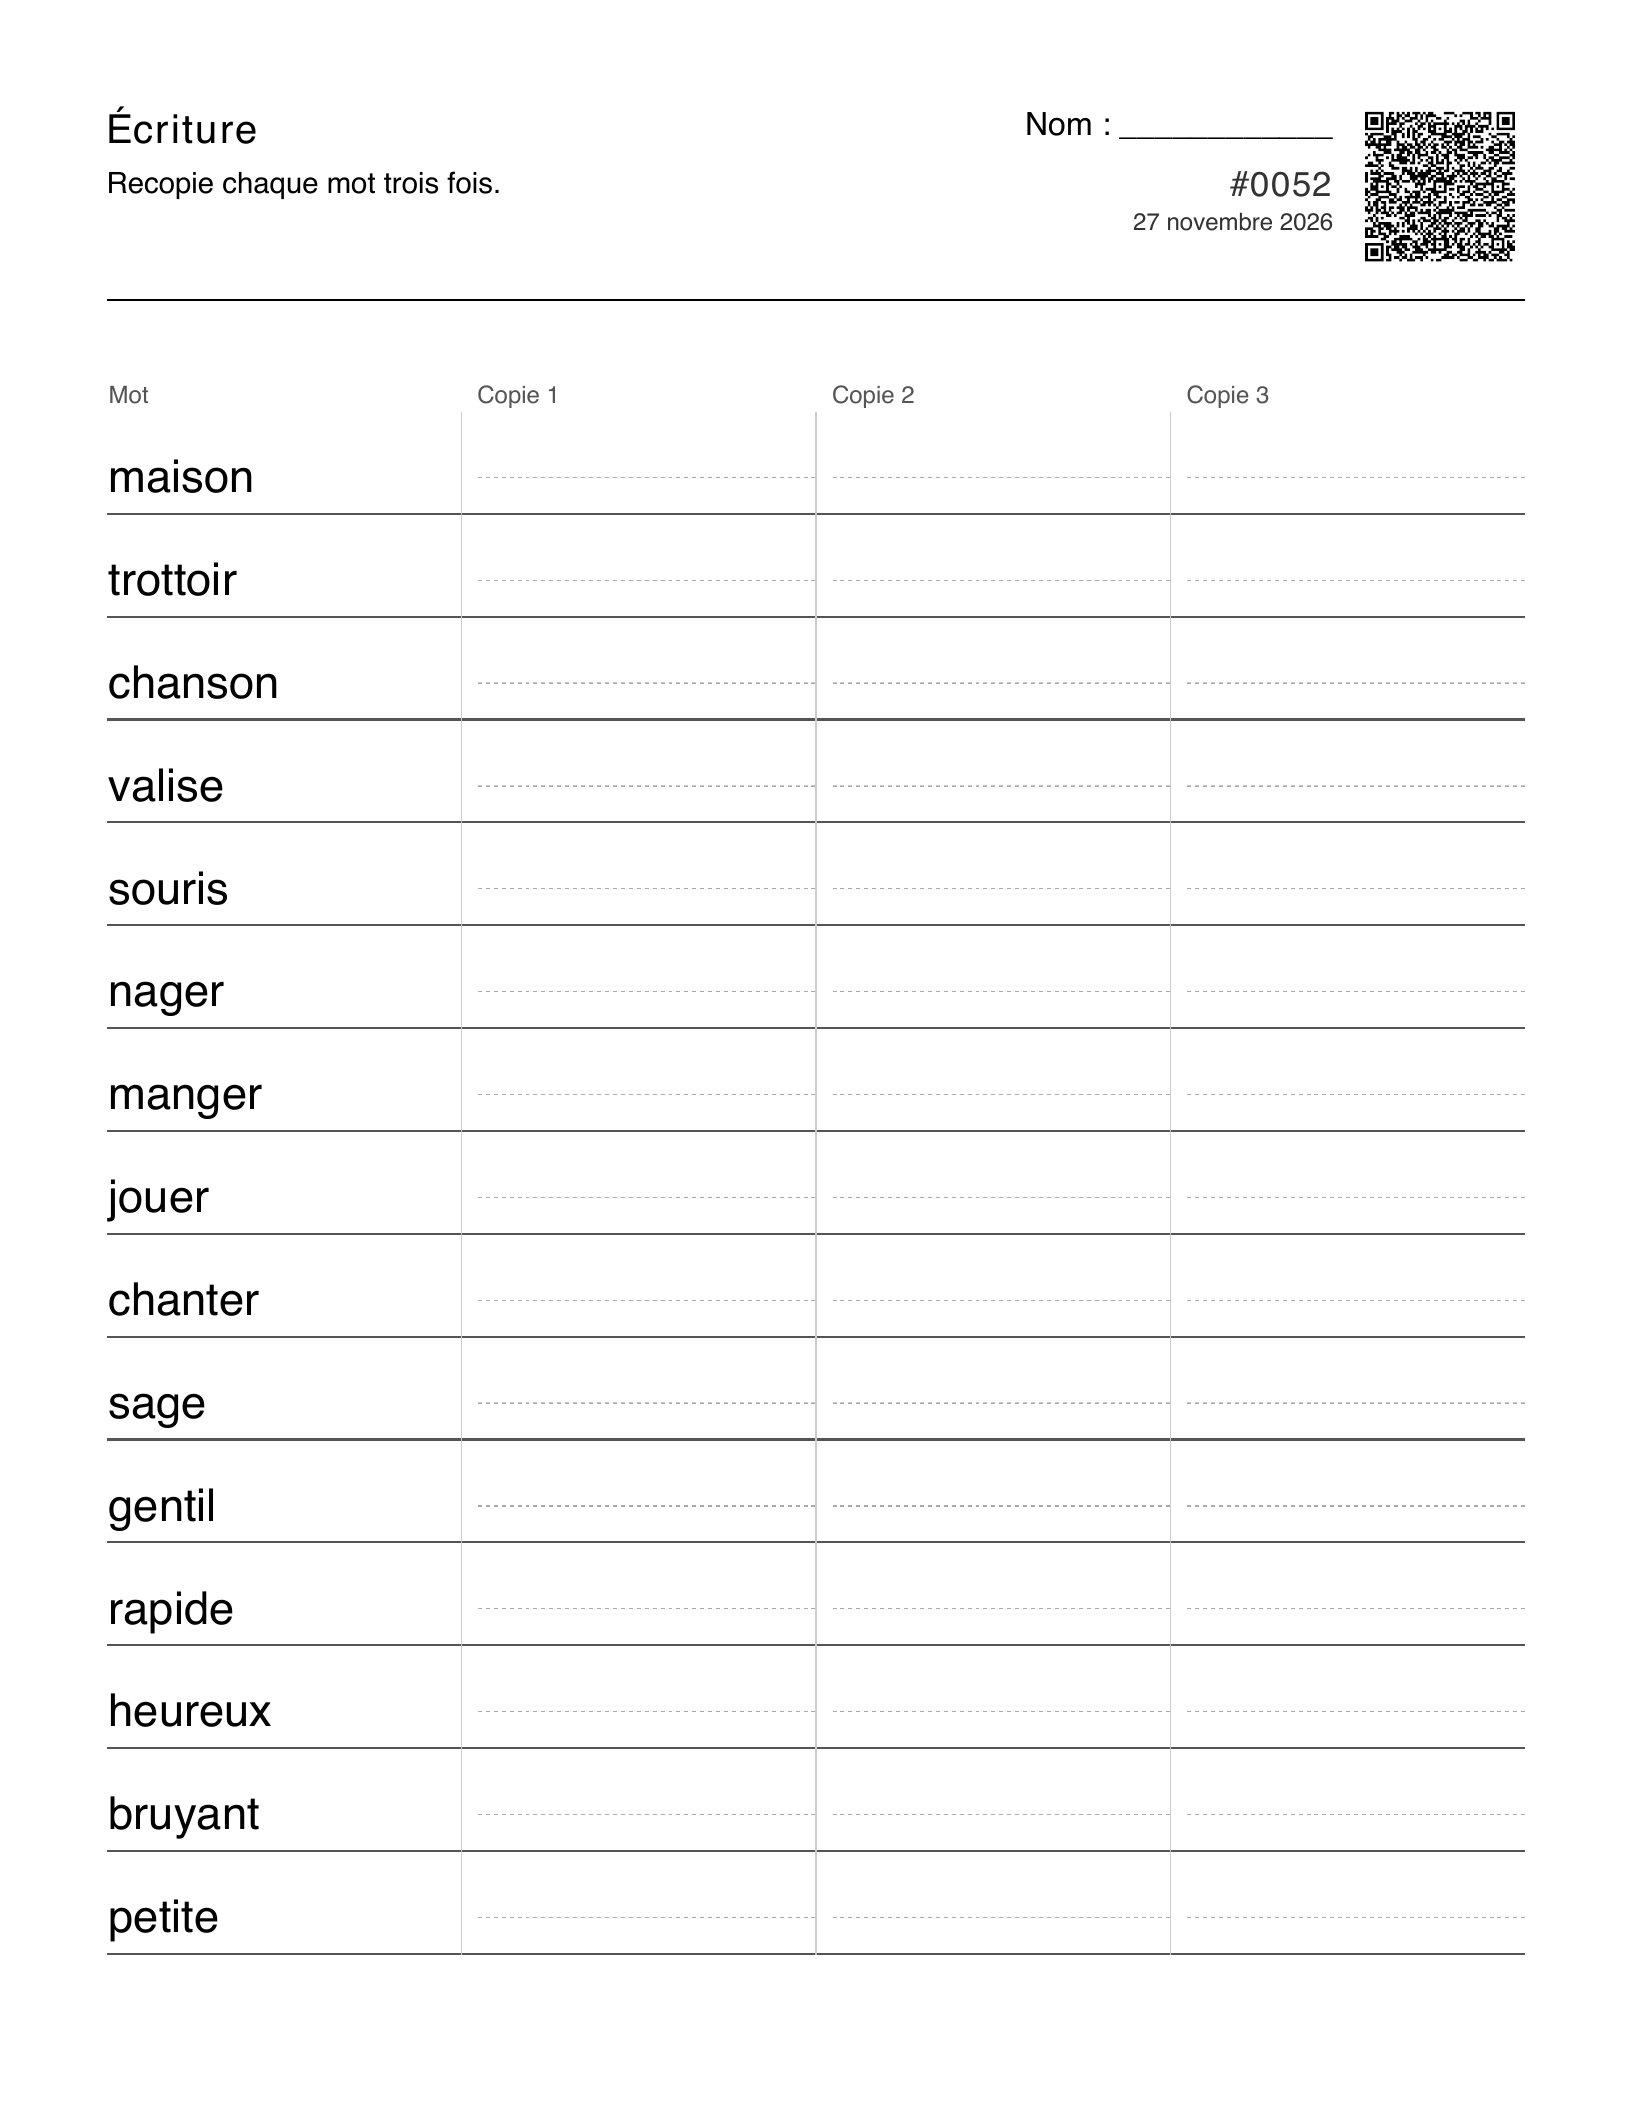 Écriture
Nom : ____________
Recopie chaque mot trois fois.
#0052
27 novembre 2026
Mot Copie 1 Copie 2 Copie 3
maison
trottoir
chanson
valise
souris
nager
manger
jouer
chanter
sage
gentil
rapide
heureux
bruyant
petite